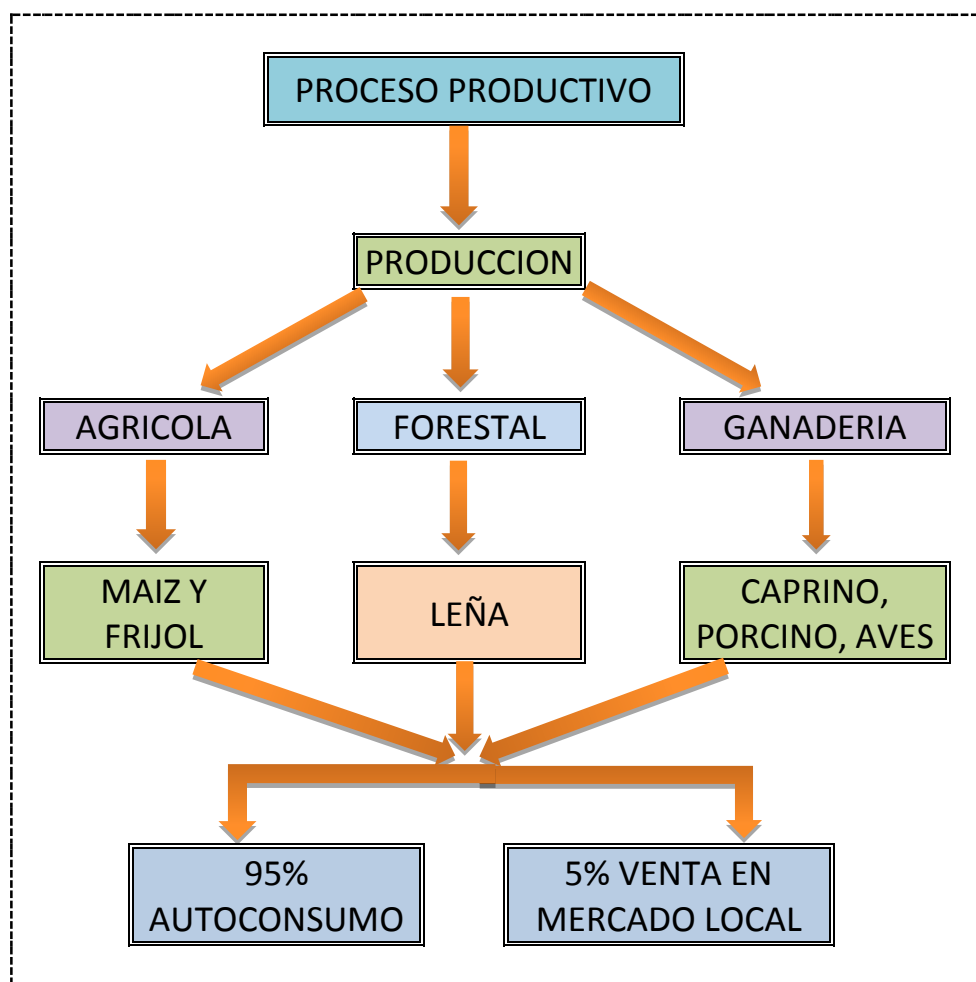 PROCESO PRODUCTIVO
PRODUCCION
AGRICOLA
FORESTAL
GANADERIA
MAIZ Y
FRIJOL
LEÑA
CAPRINO,
PORCINO, AVES
95%
AUTOCONSUMO
5% VENTA EN
MERCADO LOCAL